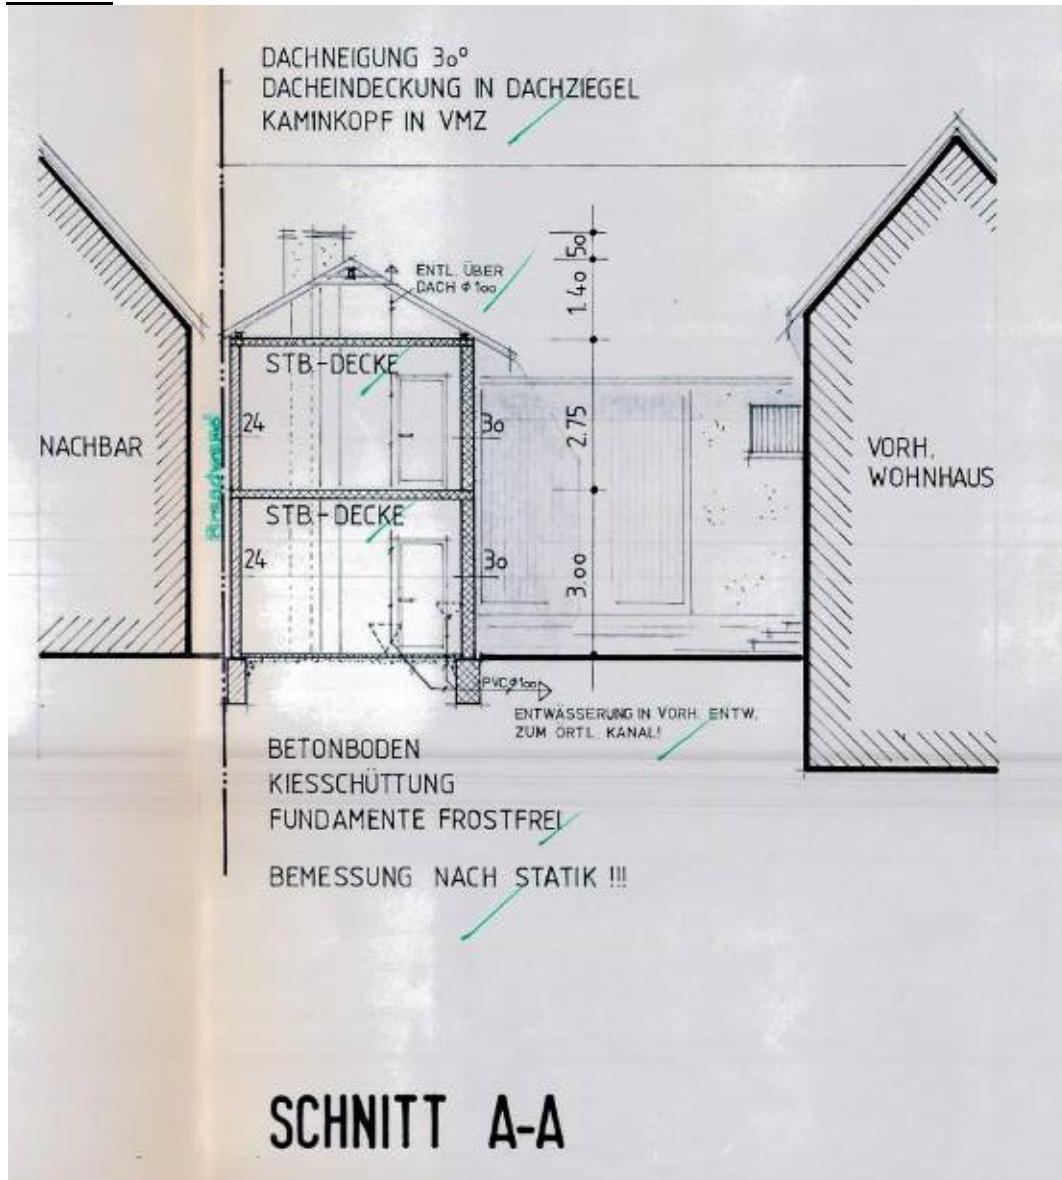 DACHNEIGUNG 30°
DACHEINDECKUNG IN DACHZIEGEL
KAMINKOPF IN VMZ
50
ENTL. ÜBER
DACH ϕ 100
1.40
STB.-DECKE
24
30
2.75
NACHBAR
Brandwand
VORH.
WOHNHAUS
STB.-DECKE
24
30
3.00
PVC ϕ 100
ENTWÄSSERUNG IN VORH. ENTW.
ZUM ÖRTL. KANAL!
BETONBODEN
KIESSCHÜTTUNG
FUNDAMENTE FROSTFREI
BEMESSUNG NACH STATIK !!!
SCHNITT A-A